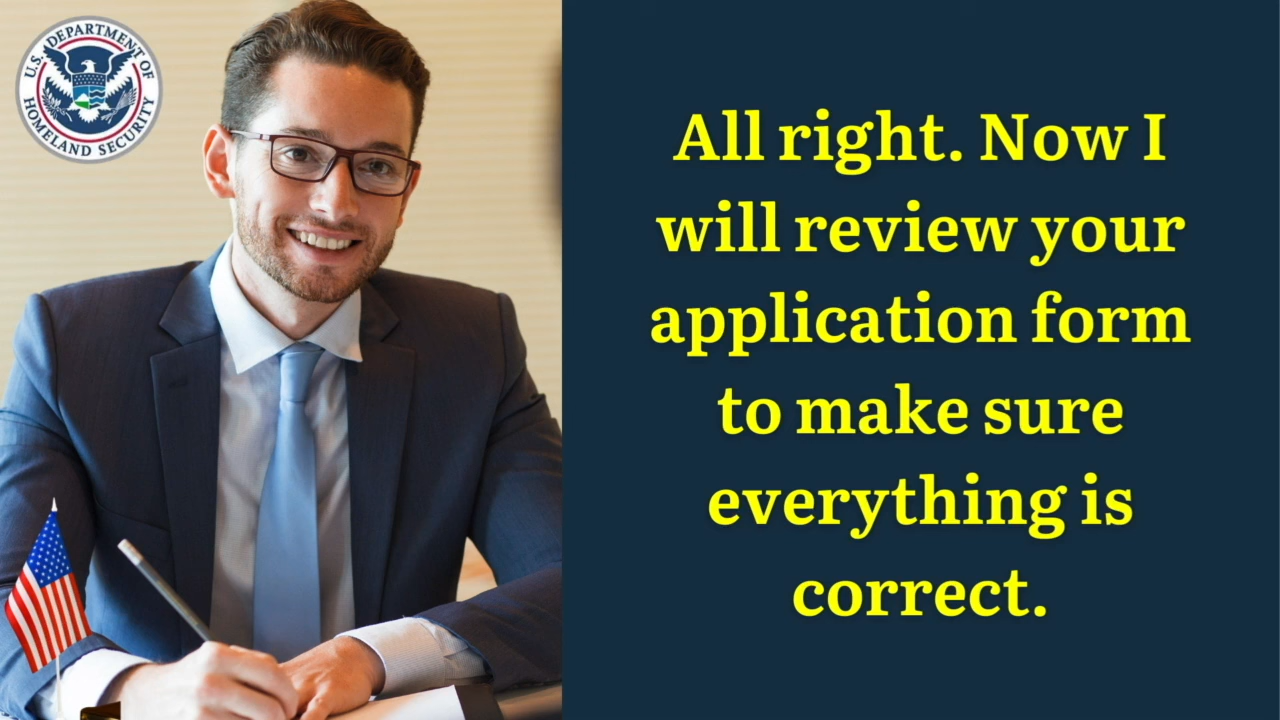 U.S. DEPARTMENT OF
HOMELAND SECURITY
All right. Now I
will review your
application form
to make sure
everything is
correct.